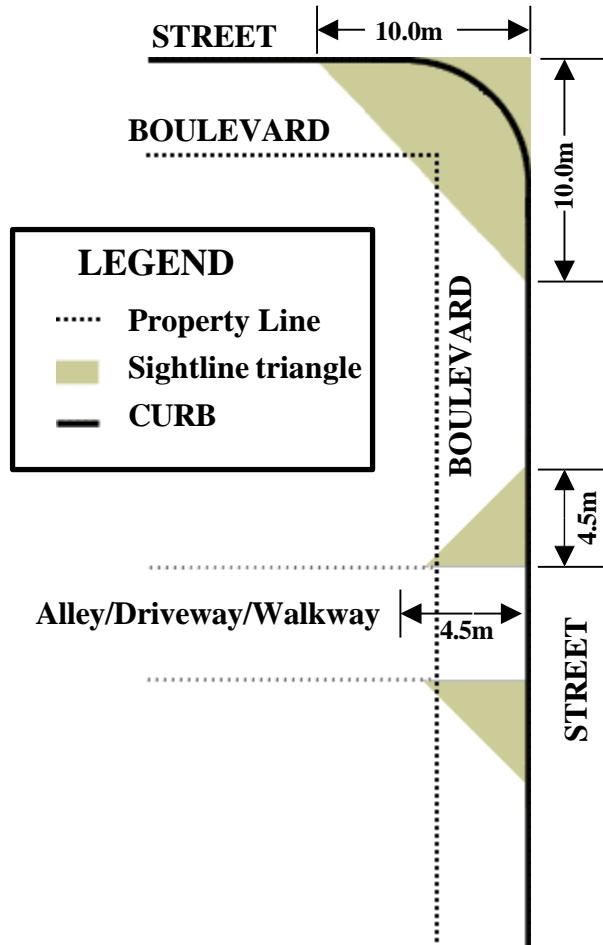 STREET
10.0m
BOULEVARD
10.0m
LEGEND
Property Line
Sightline triangle
CURB
BOULEVARD
4.5m
Alley/Driveway/Walkway
4.5m
STREET